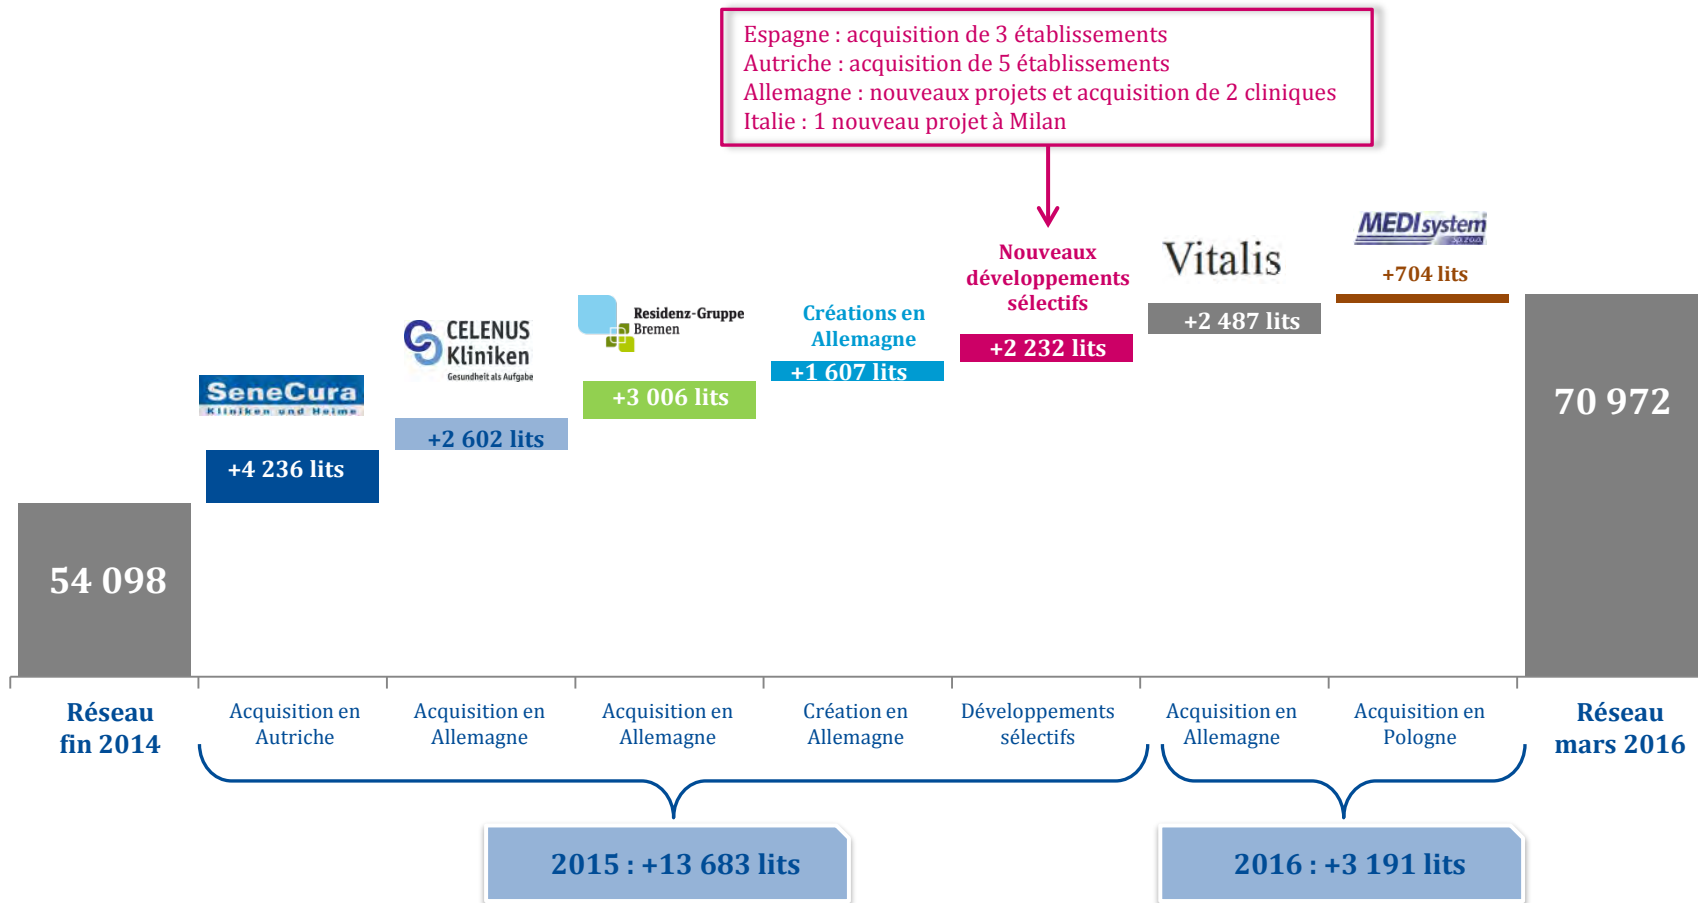 Espagne : acquisition de 3 établissements
Autriche : acquisition de 5 établissements
Allemagne : nouveaux projets et acquisition de 2 cliniques
Italie : 1 nouveau projet à Milan
MEDI system
sp. z o.o.
+704 lits
Vitalis
+2 487 lits
Nouveaux
développements
sélectifs
+2 232 lits
Créations en
Allemagne
+1 607 lits
Residenz-Gruppe
Bremen
+3 006 lits
CELENUS
Kliniken
Gesundheit als Aufgabe
+2 602 lits
SeneCura
Kliniken und Heime
+4 236 lits
54 098
70 972
Réseau
fin 2014
Acquisition en
Autriche
Acquisition en
Allemagne
Acquisition en
Allemagne
Création en
Allemagne
Développements
sélectifs
Acquisition en
Allemagne
Acquisition en
Pologne
Réseau
mars 2016
2015 : +13 683 lits
2016 : +3 191 lits